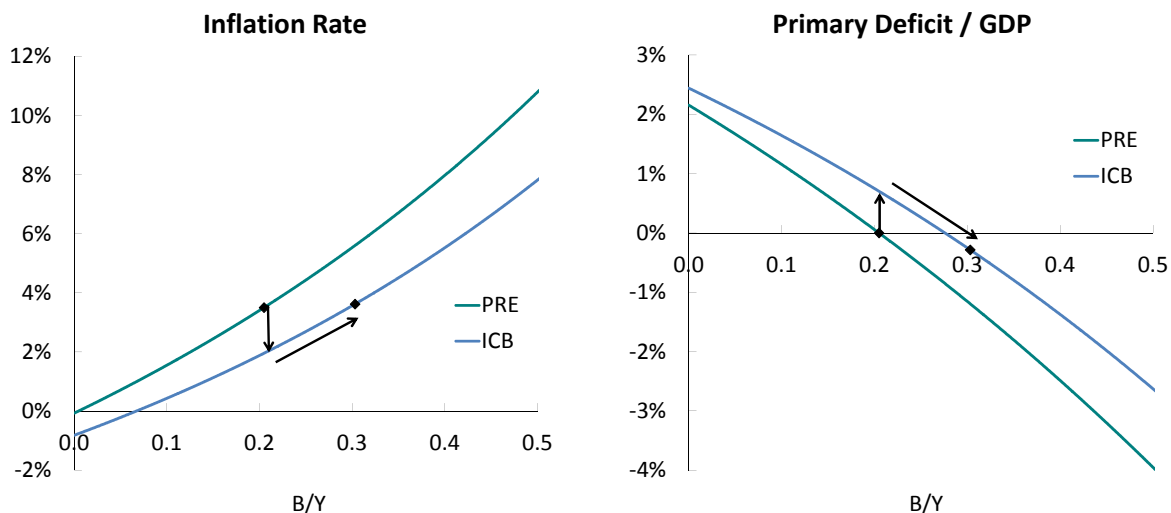 Inflation Rate
12%
10%
8%
6%
4%
2%
0%
-2%
0.0 0.1 0.2 0.3 0.4 0.5
PRE
ICB
B/Y
Primary Deficit / GDP
3%
2%
1%
0%
-1%
-2%
-3%
-4%
0.0 0.1 0.2 0.3 0.4 0.5
PRE
ICB
B/Y